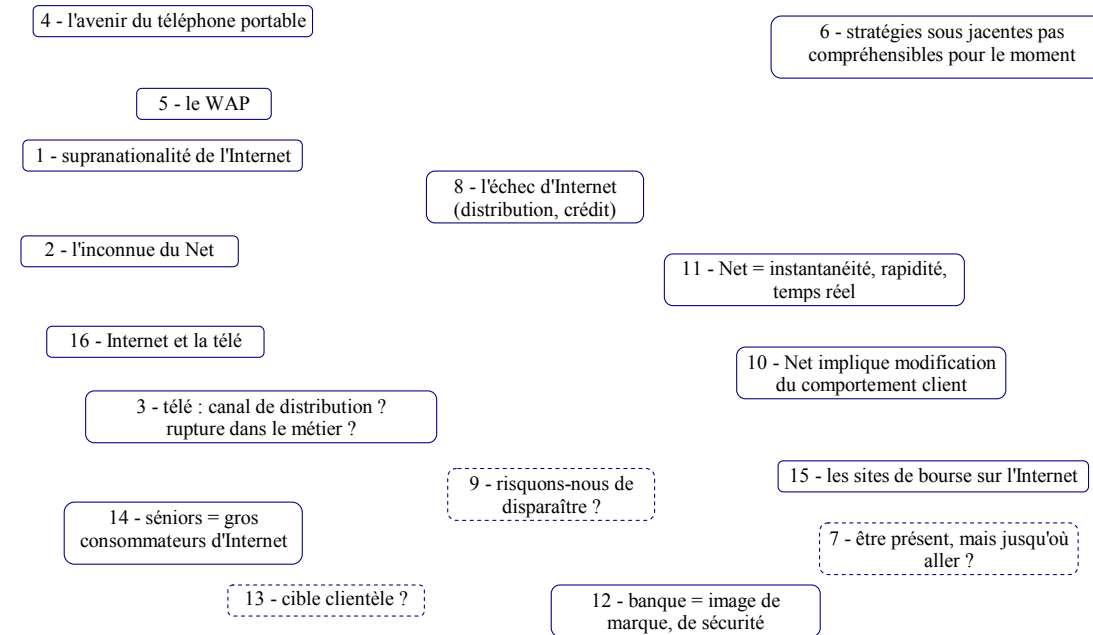 4 - l'avenir du téléphone portable
6 - stratégies sous jacentes pas
compréhensibles pour le moment
5 - le WAP
1 - supranationalité de l'Internet
8 - l'échec d'Internet
(distribution, crédit)
2 - l'inconnue du Net
11 - Net = instantanéité, rapidité,
temps réel
16 - Internet et la télé
10 - Net implique modification
du comportement client
3 - télé : canal de distribution ?
rupture dans le métier ?
9 - risquons-nous de
disparaître ?
15 - les sites de bourse sur l'Internet
14 - séniors = gros
consommateurs d'Internet
7 - être présent, mais jusqu'où
aller ?
13 - cible clientèle ?
12 - banque = image de
marque, de sécurité